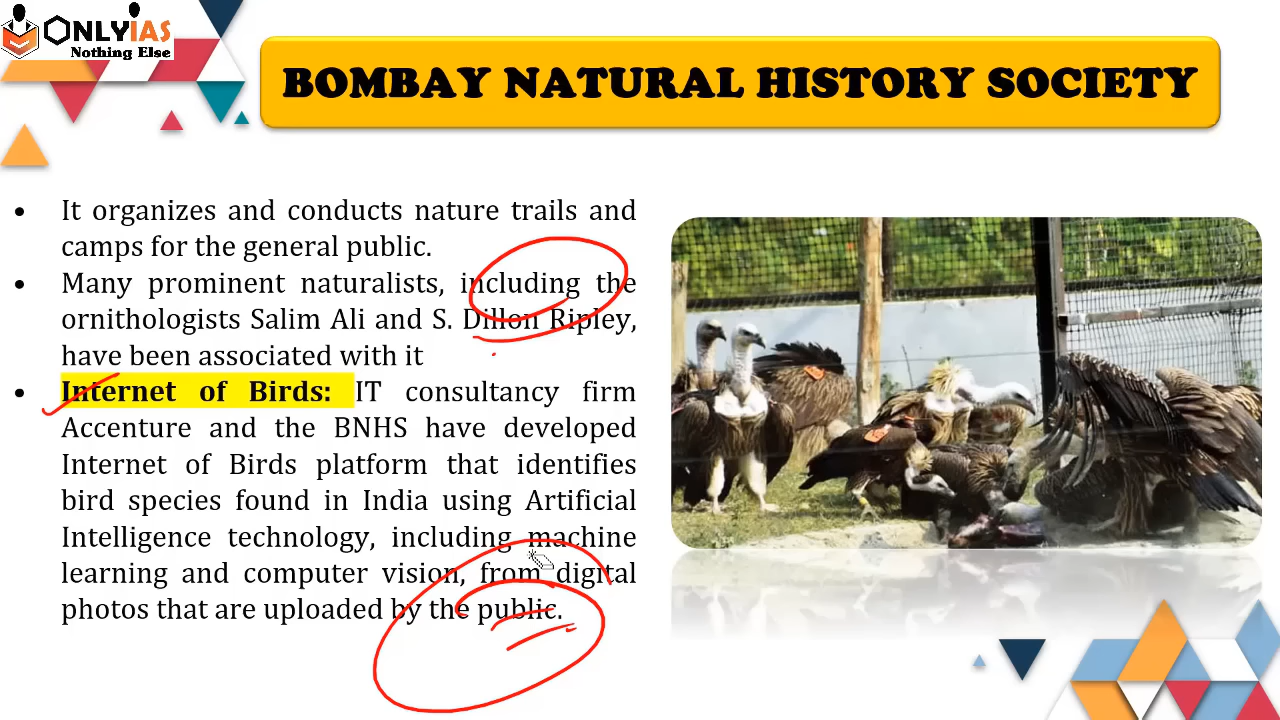 ONLYIAS
Nothing Else
BOMBAY NATURAL HISTORY SOCIETY
• It organizes and conducts nature trails and
camps for the general public.
• Many prominent naturalists, including the
ornithologists Salim Ali and S. Dillon Ripley,
have been associated with it
• Internet of Birds: IT consultancy firm
Accenture and the BNHS have developed
Internet of Birds platform that identifies
bird species found in India using Artificial
Intelligence technology, including machine
learning and computer vision, from digital
photos that are uploaded by the public.